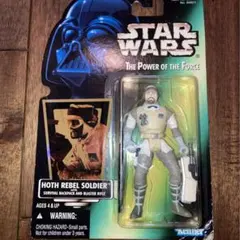 STAR
WARS
THE POWER OF THE FORCE
HOTH REBEL SOLDIER
WITH
SURVIVAL BACKPACK AND BLASTER RIFLE
AGES 4 & UP
WARNING:
CHOKING HAZARD-Small parts.
Not for children under 3 years.
Kenner